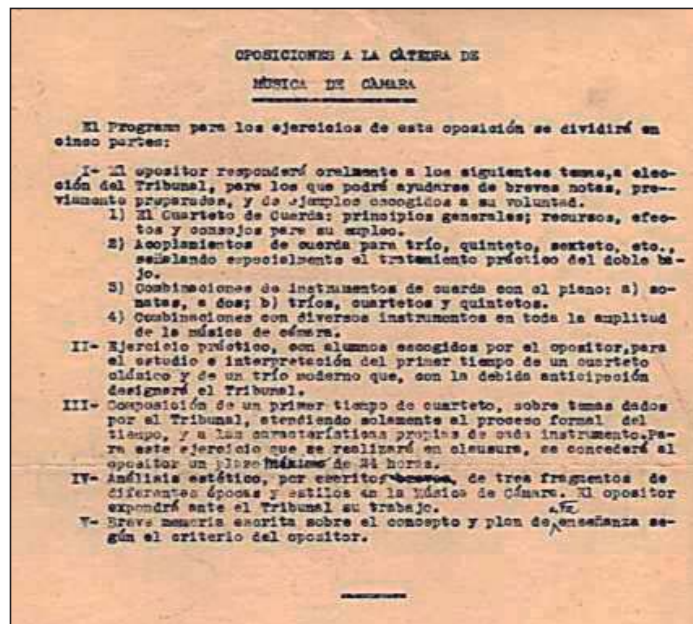 OPOSICIONES A LA CÁTEDRA DE
MÚSICA DE CÁMARA
El Programa para los ejercicios de esta oposición se dividirá en
cinco partes:
I- El opositor responderá oralmente a los siguientes temas,a elec-
ción del Tribunal, para los que podrá ayudarse de breves notas, pre--
viamente preparadas, y de ejemplos escogidos a su voluntad.
1) El Cuarteto de Cuerda: principios generales; recursos, efec-
tos y consejos para su empleo.
2) Acoplamientos de cuerda para trío, quinteto, sexteto, etc.,
señalando especialmente el tratamiento práctico del doble ba-
jo.
3) Combinaciones de instrumentos de cuerda con el piano: a) so-
natas, a dos; b) tríos, cuartetos y quintetos.
4) Combinaciones con diversos instrumentos en toda la amplitud
de la música de cámara.
II- Ejercicio práctico, con alumnos escogidos por el opositor,para
el estudio e interpretación del primer tiempo de un cuarteto
clásico y de un trío moderno que, con la debida anticipación
designará el Tribunal.
III- Composición de un primer tiempo de cuarteto, sobre temas dados
por el Tribunal, atendiendo solamente al proceso formal del
tiempo, y a las características propias de cada instrumento.Pa-
ra este ejercicio que se realizará en clausura, se concederá al
opositor un plazo máximo de 24 horas.
IV- Análisis estético, por escrito, de tres fragmentos de
diferentes épocas y estilos en la Música de Cámara. El opositor
expondrá ante el Tribunal su trabajo.
V- Breve memoria escrita sobre el concepto y plan de enseñanza se-
gún el criterio del opositor.